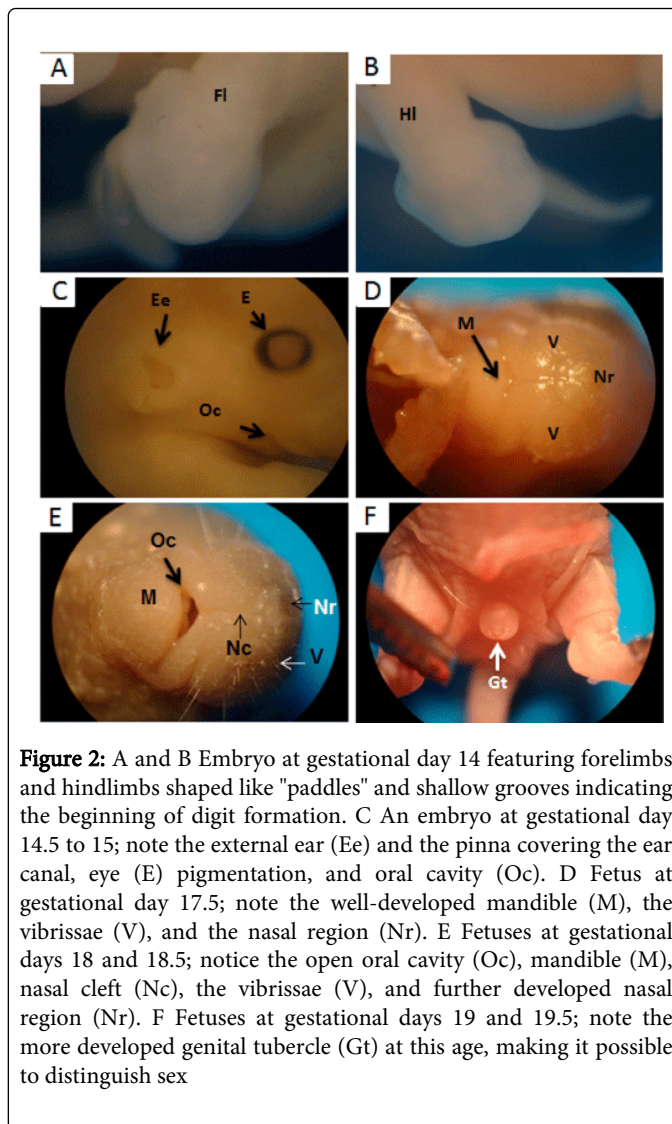 A
Fl
B
Hl
C
Ee
E
Oc
D
M
V
Nr
V
E
Oc
M
Nr
Nc
V
F
Gt
Figure 2: A and B Embryo at gestational day 14 featuring forelimbs
and hindlimbs shaped like "paddles" and shallow grooves indicating
the beginning of digit formation. C An embryo at gestational day
14.5 to 15; note the external ear (Ee) and the pinna covering the ear
canal, eye (E) pigmentation, and oral cavity (Oc). D Fetus at
gestational day 17.5; note the well-developed mandible (M), the
vibrissae (V), and the nasal region (Nr). E Fetuses at gestational
days 18 and 18.5; notice the open oral cavity (Oc), mandible (M),
nasal cleft (Nc), the vibrissae (V), and further developed nasal
region (Nr). F Fetuses at gestational days 19 and 19.5; note the
more developed genital tubercle (Gt) at this age, making it possible
to distinguish sex